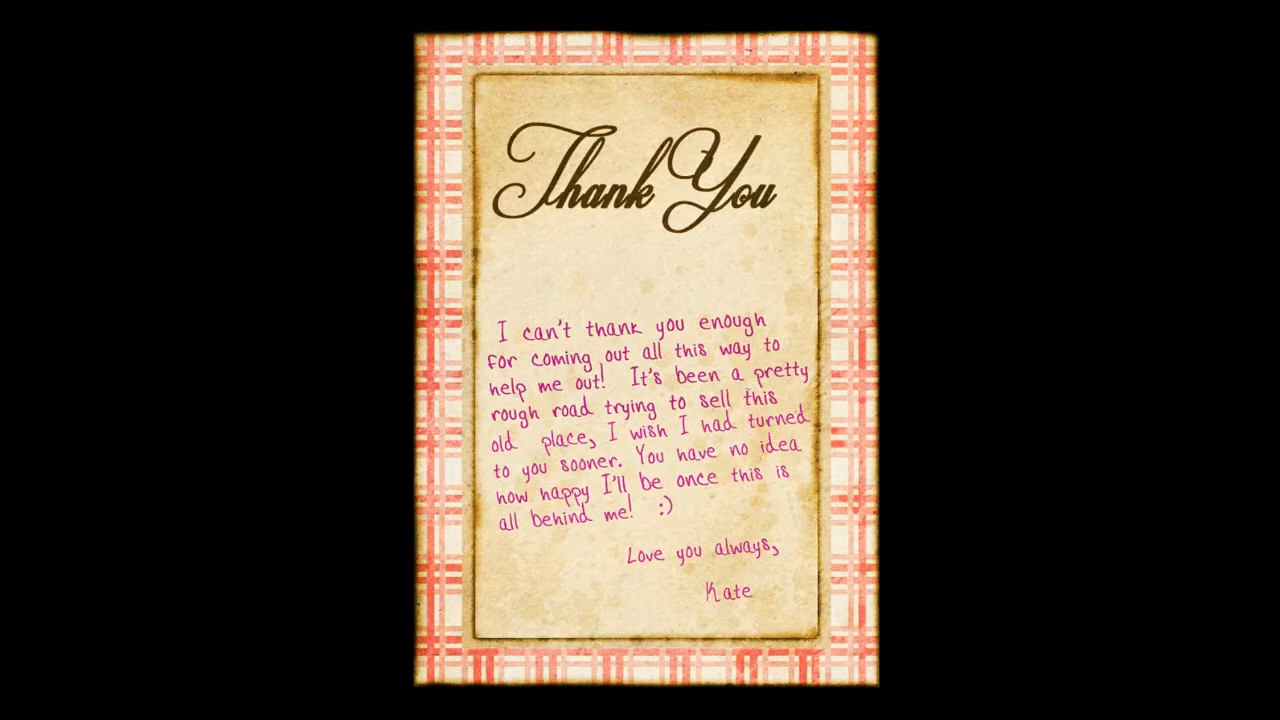 Thank You
I can't thank you enough
for coming out all this way to
help me out! It's been a pretty
rough road trying to sell this
old place, I wish I had turned
to you sooner. You have no idea
how happy I'll be once this is
all behind me! :)
Love you always,
Kate